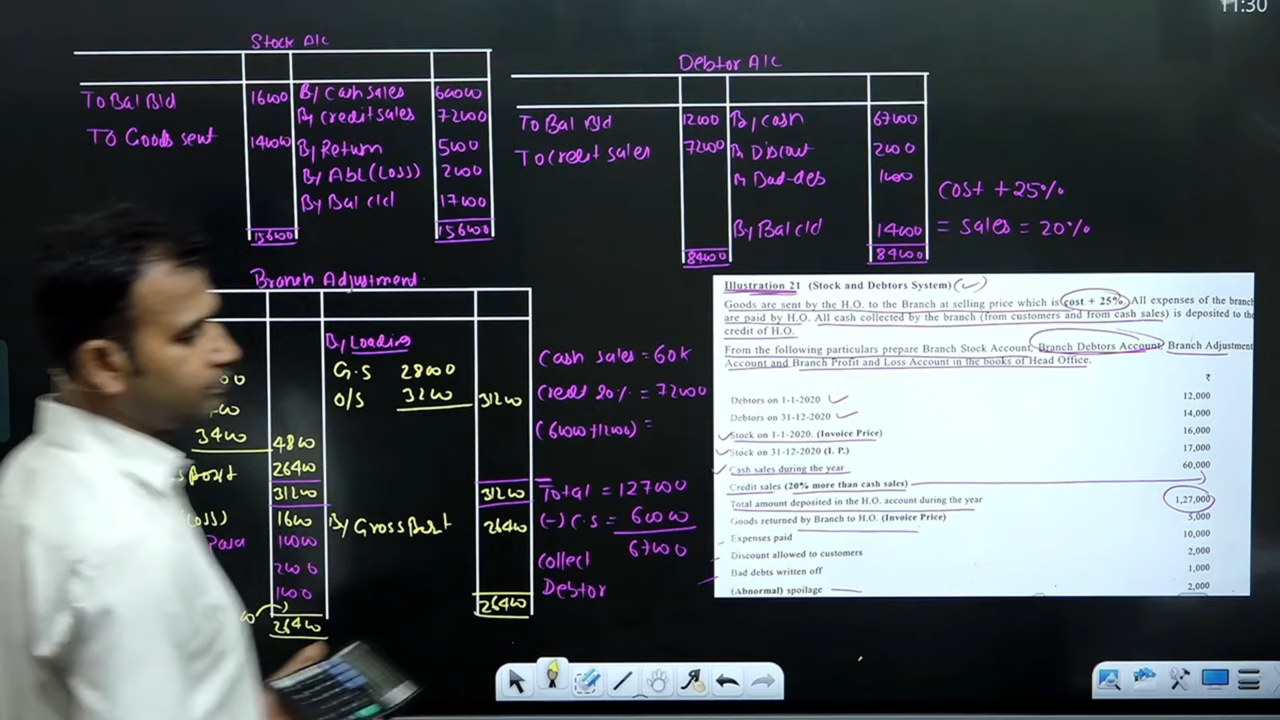 11:30
Stock A/c
To Bal B/d 16000 By Cash sales 60000
By credit sales 72000
To Goods sent 140000 By Return 5000
By Abl (Loss) 2000
By Bal c/d 17000
156000 156000
Debtor A/c
To Bal B/d 12000 By cash 67000
To credit sales 72000 By Discout 2000
By Bad-deb 1000
By Bal c/d 14000
84000 84000
Cost + 25%
= Sales = 20%
Branch Adjustment
By Loading
G.S 28000
O/S 3200 31200
3400 4800
26400
31200 31200
1600 By Gross Profit 26400
10000
2000
1000
26400 26400
Cash sales = 60k
Credit 20% = 72000
(60000+12000) =
Total = 127000
(-) C.S = 60000
67000
collect
Debtor
Illustration 21 (Stock and Debtors System)
Goods are sent by the H.O. to the Branch at selling price which is cost + 25%. All expenses of the branch
are paid by H.O. All cash collected by the branch (from customers and from cash sales) is deposited to the
credit of H.O.
From the following particulars prepare Branch Stock Account, Branch Debtors Account, Branch Adjustment
Account and Branch Profit and Loss Account in the books of Head Office.
₹
Debtors on 1-1-2020 12,000
Debtors on 31-12-2020 14,000
Stock on 1-1-2020. (Invoice Price) 16,000
Stock on 31-12-2020 (I. P.) 17,000
Cash sales during the year 60,000
Credit sales (20% more than cash sales)
Total amount deposited in the H.O. account during the year 1,27,000
Goods returned by Branch to H.O. (Invoice Price) 5,000
Expenses paid 10,000
Discount allowed to customers 2,000
Bad debts written off 1,000
(Abnormal) spoilage 2,000